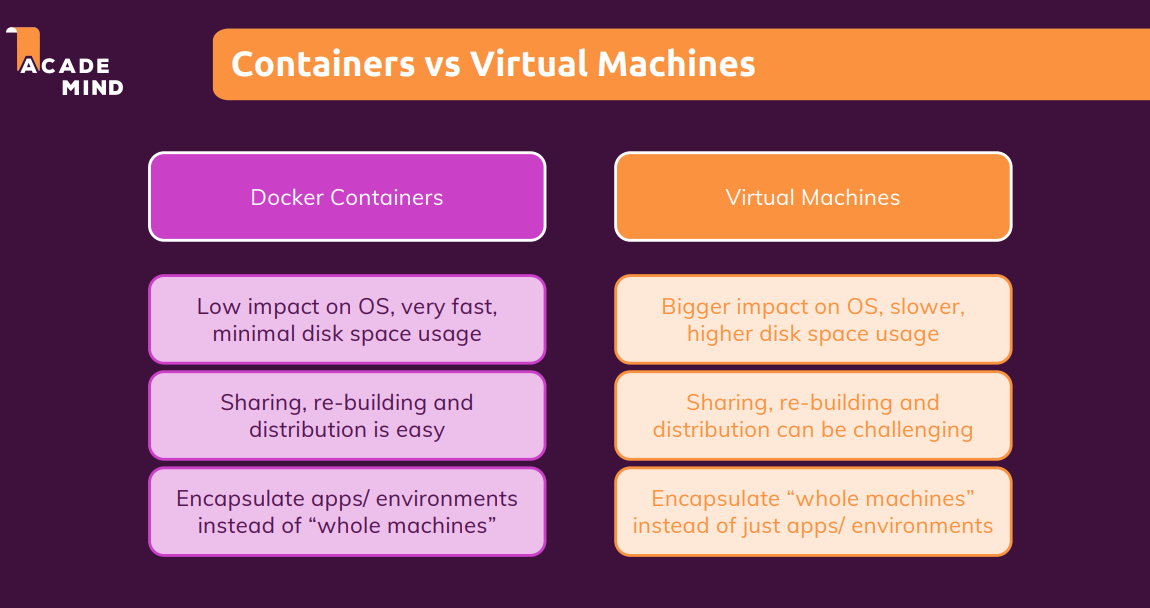 ACADE
MIND
Containers vs Virtual Machines
Docker Containers
Virtual Machines
Low impact on OS, very fast,
minimal disk space usage
Bigger impact on OS, slower,
higher disk space usage
Sharing, re-building and
distribution is easy
Sharing, re-building and
distribution can be challenging
Encapsulate apps/ environments
instead of “whole machines”
Encapsulate “whole machines”
instead of just apps/ environments